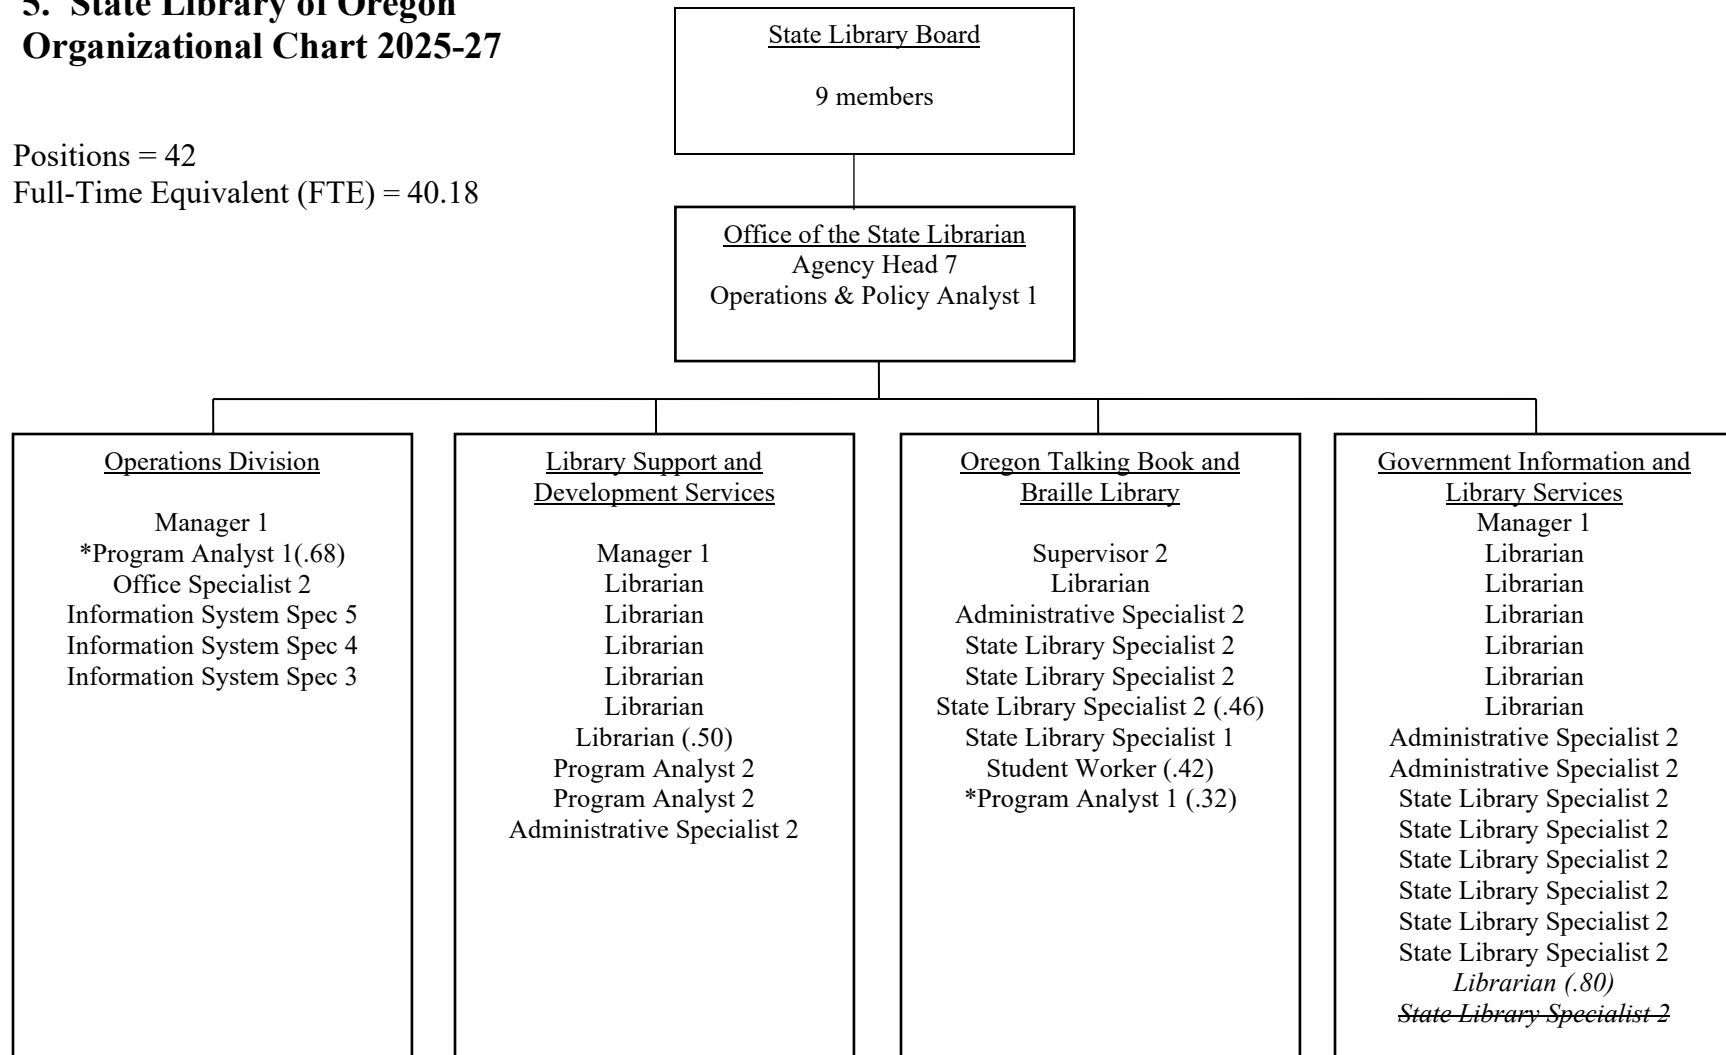 5. State Library of Oregon
Organizational Chart 2025-27
Positions = 42
Full-Time Equivalent (FTE) = 40.18
State Library Board
9 members
Office of the State Librarian
Agency Head 7
Operations & Policy Analyst 1
Operations Division
Manager 1
*Program Analyst 1(.68)
Office Specialist 2
Information System Spec 5
Information System Spec 4
Information System Spec 3
Library Support and
Development Services
Manager 1
Librarian
Librarian
Librarian
Librarian
Librarian
Librarian (.50)
Program Analyst 2
Program Analyst 2
Administrative Specialist 2
Oregon Talking Book and
Braille Library
Supervisor 2
Librarian
Administrative Specialist 2
State Library Specialist 2
State Library Specialist 2
State Library Specialist 2 (.46)
State Library Specialist 1
Student Worker (.42)
*Program Analyst 1 (.32)
Government Information and
Library Services
Manager 1
Librarian
Librarian
Librarian
Librarian
Librarian
Librarian
Administrative Specialist 2
Administrative Specialist 2
State Library Specialist 2
State Library Specialist 2
State Library Specialist 2
State Library Specialist 2
State Library Specialist 2
State Library Specialist 2
Librarian (.80)
State Library Specialist 2